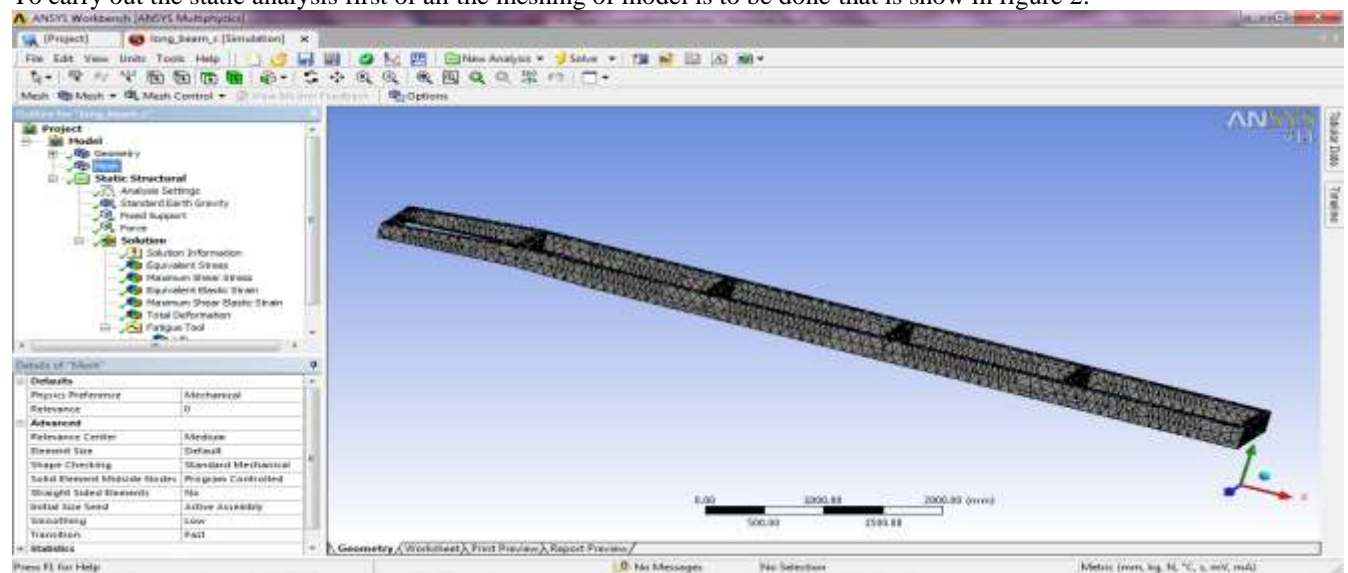 To carry out the static analysis first of all the meshing of model is to be done that is show in figure 2.
ANSYS Workbench [ANSYS Multiphysics]
[Project]
long_beam_c [Simulation]
File Edit View Units Tools Help
New Analysis
Solve
Mesh
Mesh
Mesh Control
Options
Project
Model
Geometry
Mesh
Static Structural
Analysis Settings
Standard Earth Gravity
Fixed Support
Force
Solution
Solution Information
Equivalent Stress
Maximum Shear Stress
Equivalent Elastic Strain
Maximum Shear Elastic Strain
Total Deformation
Fatigue Tool
Details of "Mesh"
Defaults
Physics Preference Mechanical
Relevance 0
Advanced
Relevance Center Medium
Element Size Default
Shape Checking Standard Mechanical
Solid Element Midside Nodes Program Controlled
Straight Sided Elements No
Initial Size Seed Active Assembly
Smoothing Low
Transition Fast
Statistics
ANSYS
Tabular Data
Timeline
0.00 1000.00 2000.00 (mm)
500.00 1500.00
Geometry Worksheet Print Preview Report Preview
Press F1 for Help
No Messages
No Selection
Metric (mm, kg, N, °C, s, mV, mA)